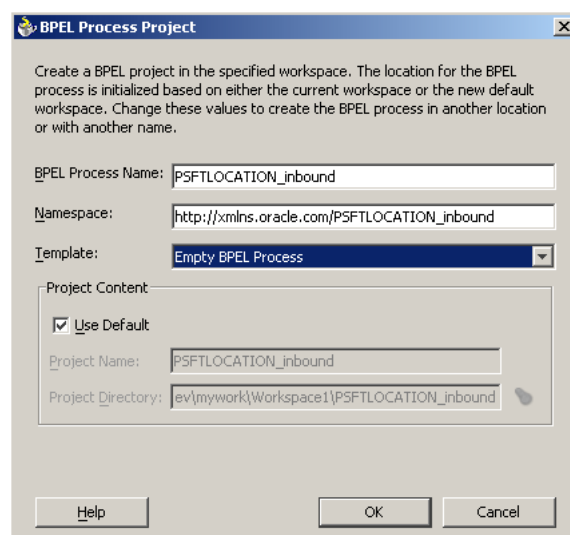 BPEL Process Project
Create a BPEL project in the specified workspace. The location for the BPEL
process is initialized based on either the current workspace or the new default
workspace. Change these values to create the BPEL process in another location
or with another name.
BPEL Process Name: PSFTLOCATION_inbound
Namespace: http://xmlns.oracle.com/PSFTLOCATION_inbound
Template: Empty BPEL Process
Project Content
Use Default
Project Name: PSFTLOCATION_inbound
Project Directory: ev\mywork\Workspace1\PSFTLOCATION_inbound
Help OK Cancel